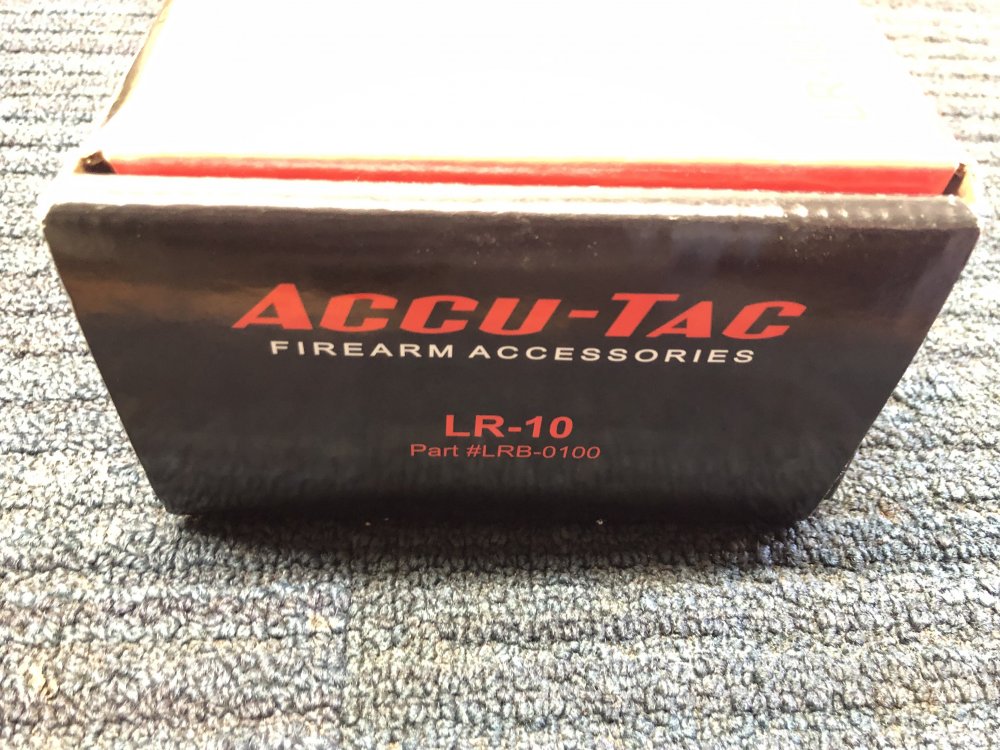 ACCU-TAC
FIREARM ACCESSORIES
LR-10
Part #LRB-0100